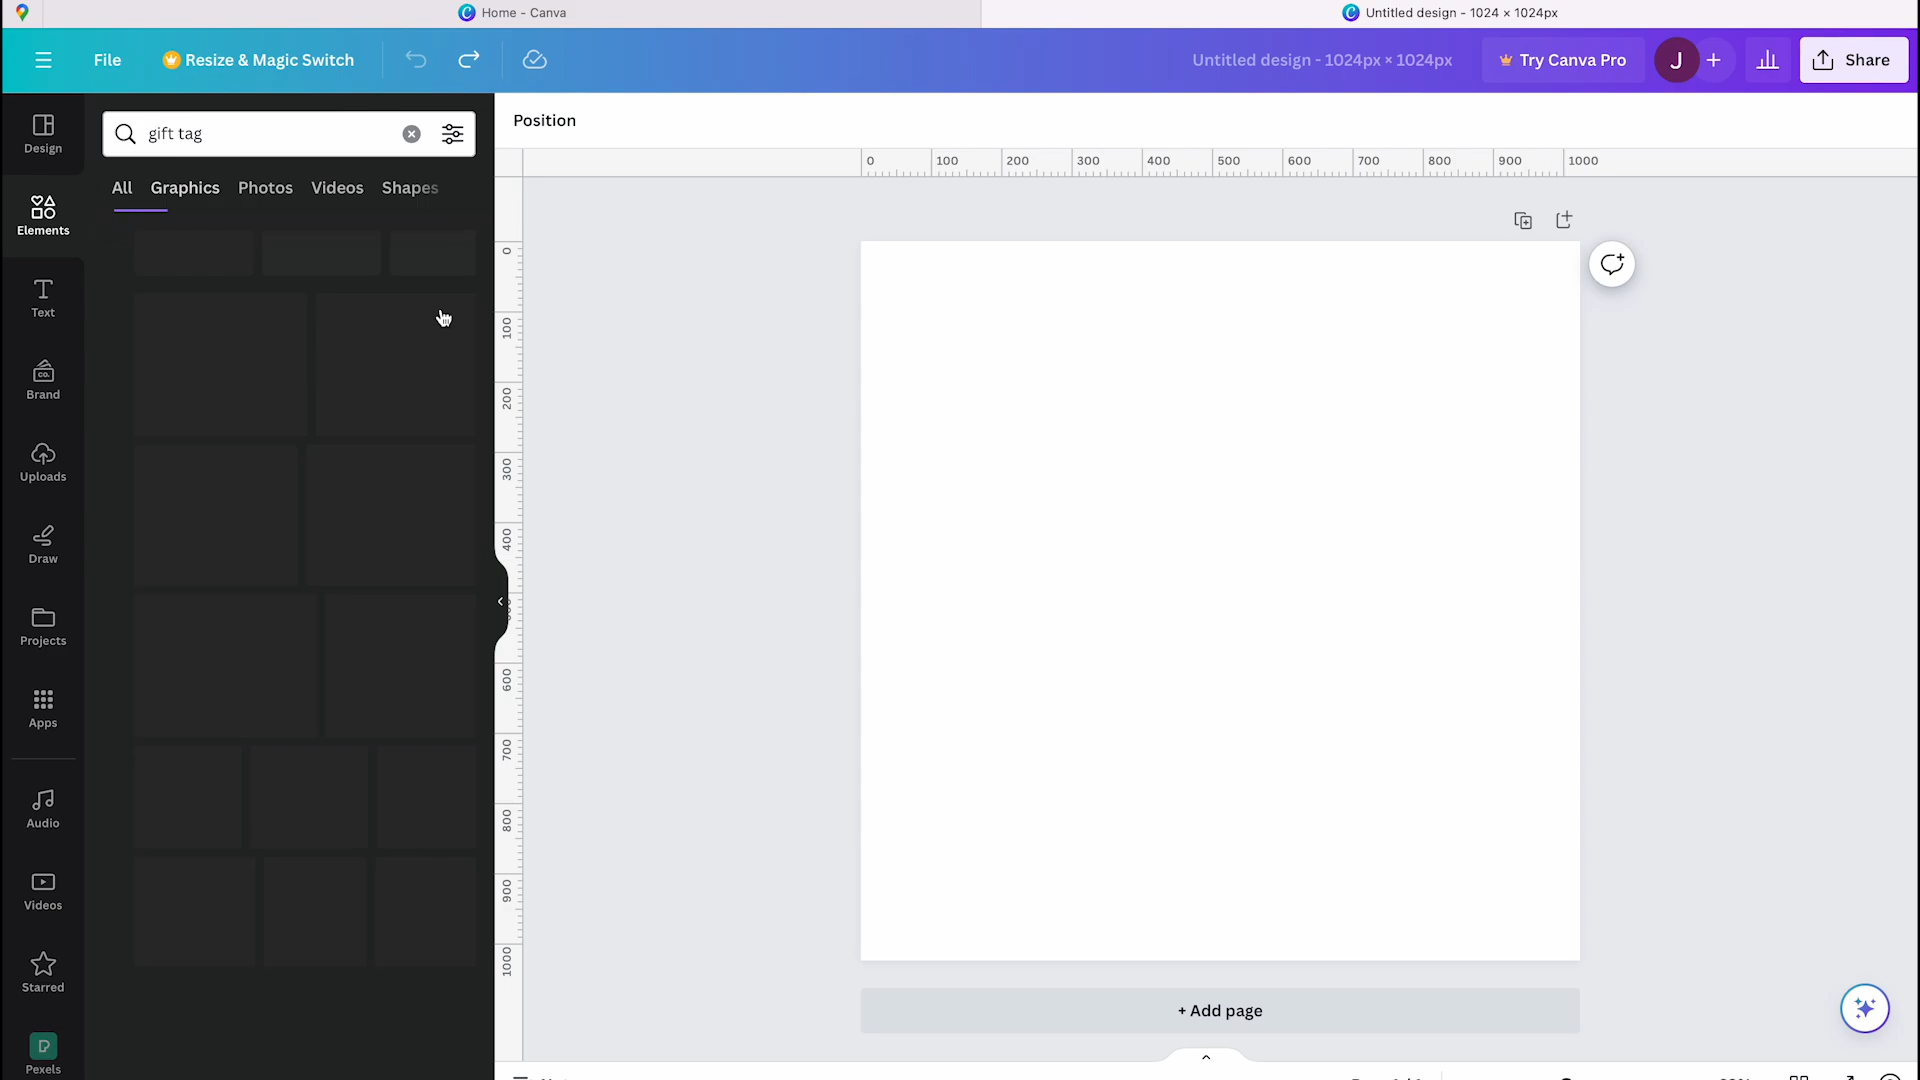 Home - Canva
Untitled design - 1024 × 1024px
File
Resize & Magic Switch
Untitled design - 1024px × 1024px
Try Canva Pro
J
+
Share
Design
Elements
Text
Brand
CO.
Uploads
Draw
Projects
Apps
Audio
Videos
Starred
Pexels
gift tag
All Graphics Photos Videos Shapes
Position
0 100 200 300 400 500 600 700 800 900 1000
0
100
200
300
400
600
700
800
900
1000
+ Add page